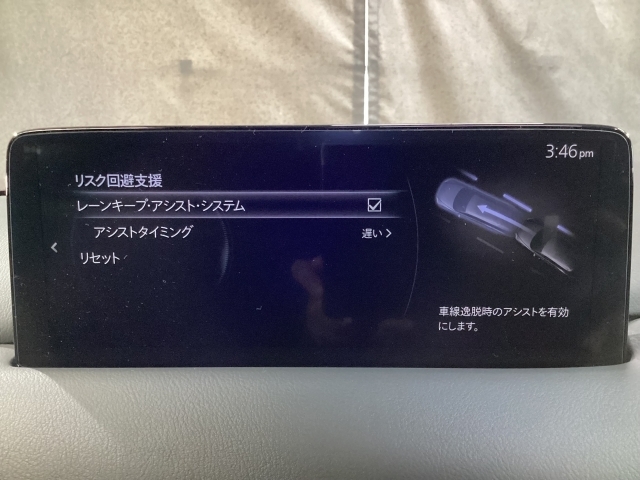 3:46pm
リスク回避支援
レーンキープ・アシスト・システム
アシストタイミング 遅い
リセット
車線逸脱時のアシストを有効
にします。